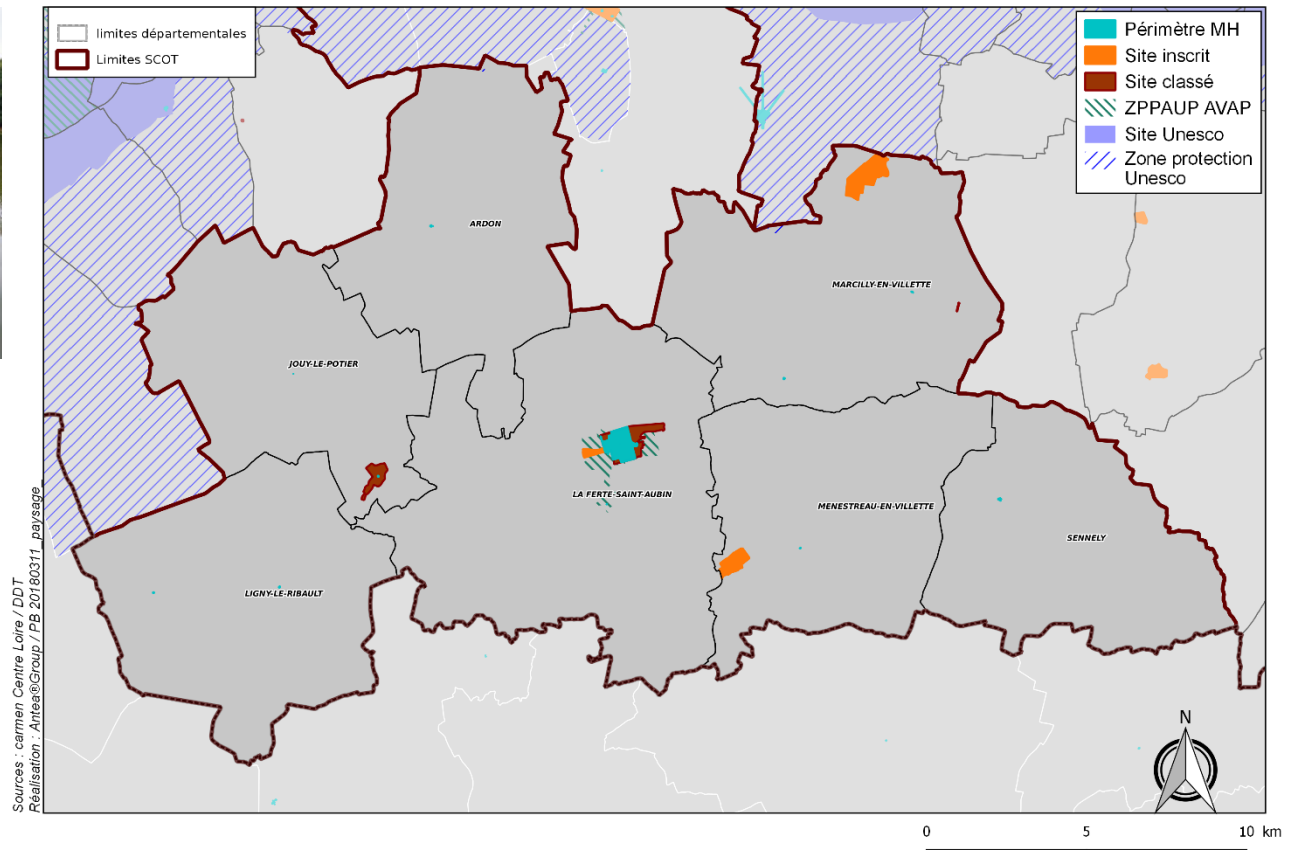 limites départementales
Limites SCOT
Périmètre MH
Site inscrit
Site classé
ZPPAUP AVAP
Site Unesco
Zone protection
Unesco
ARDON
MARCILLY-EN-VILLETTE
JOUY-LE-POTIER
LA FERTE-SAINT-AUBIN
MENESTREAU-EN-VILLETTE
SENNELY
LIGNY-LE-RIBAULT
Sources : carmen Centre Loire / DDT
Réalisation : Antea®Group / PB 20180311_paysage
N
0 5 10 km